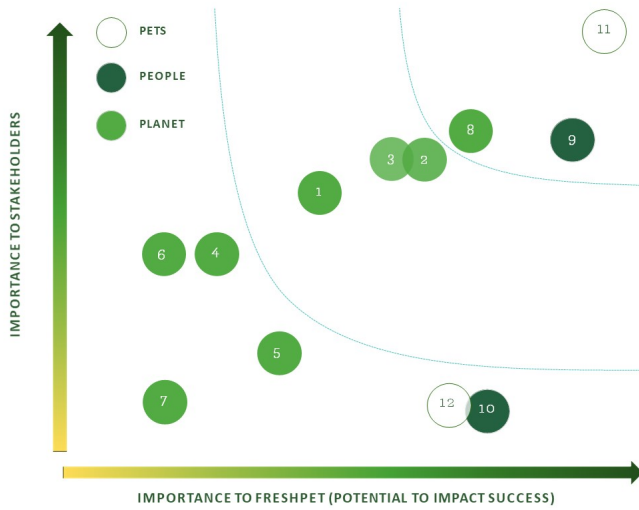 PETS
PEOPLE
PLANET
IMPORTANCE TO STAKEHOLDERS
11
8
9
3
2
1
6
4
5
7
12
10
IMPORTANCE TO FRESHPET (POTENTIAL TO IMPACT SUCCESS)